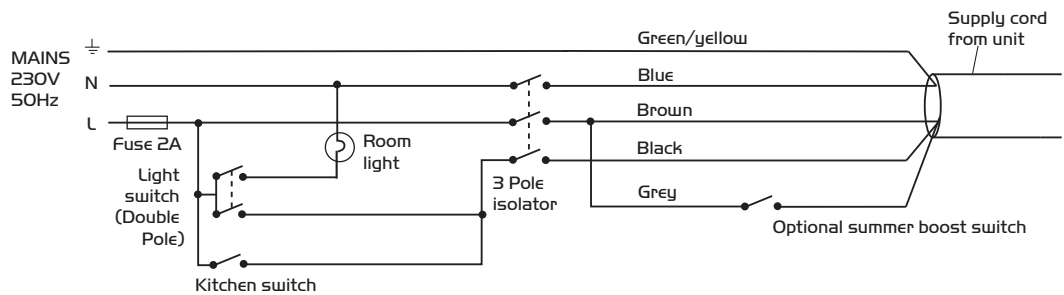 Supply cord
from unit
Green/yellow
MAINS
230V
50Hz
N
Blue
L
Brown
Fuse 2A
Room
light
Black
Light
switch
(Double
Pole)
3 Pole
isolator
Grey
Optional summer boost switch
Kitchen switch